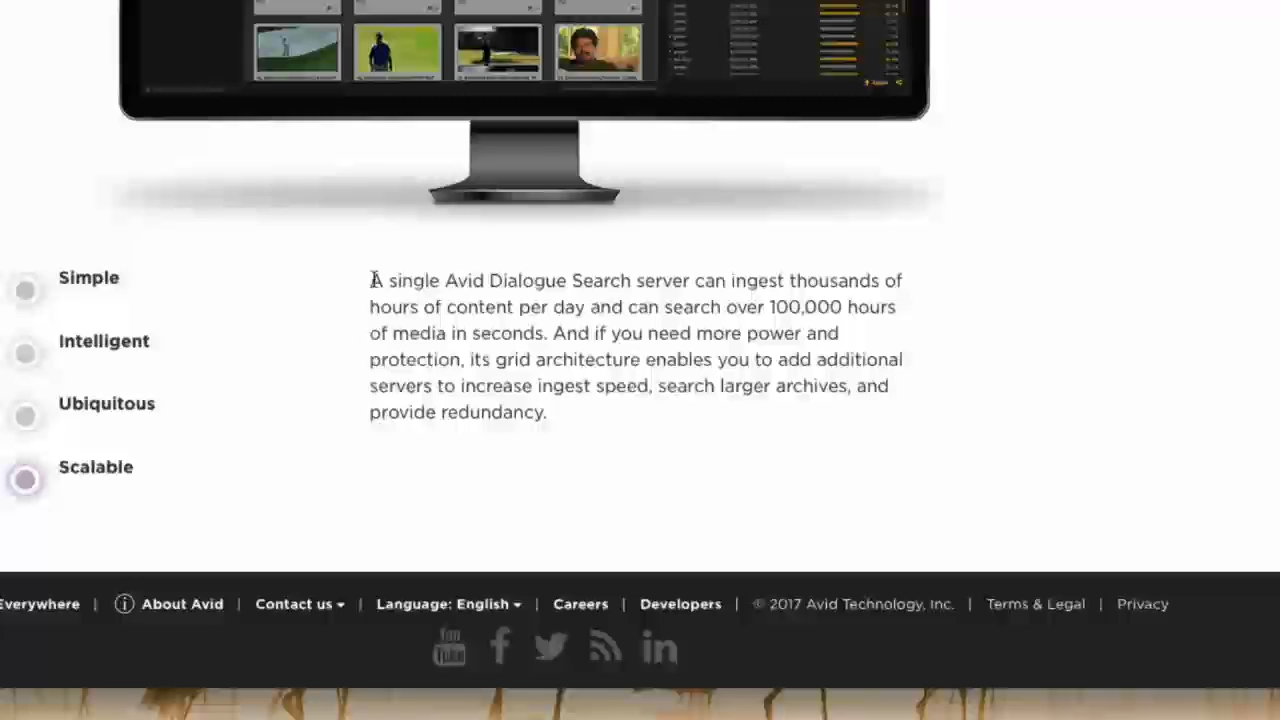 Simple
A single Avid Dialogue Search server can ingest thousands of
hours of content per day and can search over 100,000 hours
of media in seconds. And if you need more power and
protection, its grid architecture enables you to add additional
servers to increase ingest speed, search larger archives, and
provide redundancy.
Intelligent
Ubiquitous
Scalable
Everywhere | About Avid | Contact us | Language: English | Careers | Developers | © 2017 Avid Technology, Inc. | Terms & Legal | Privacy
You
Tube
in